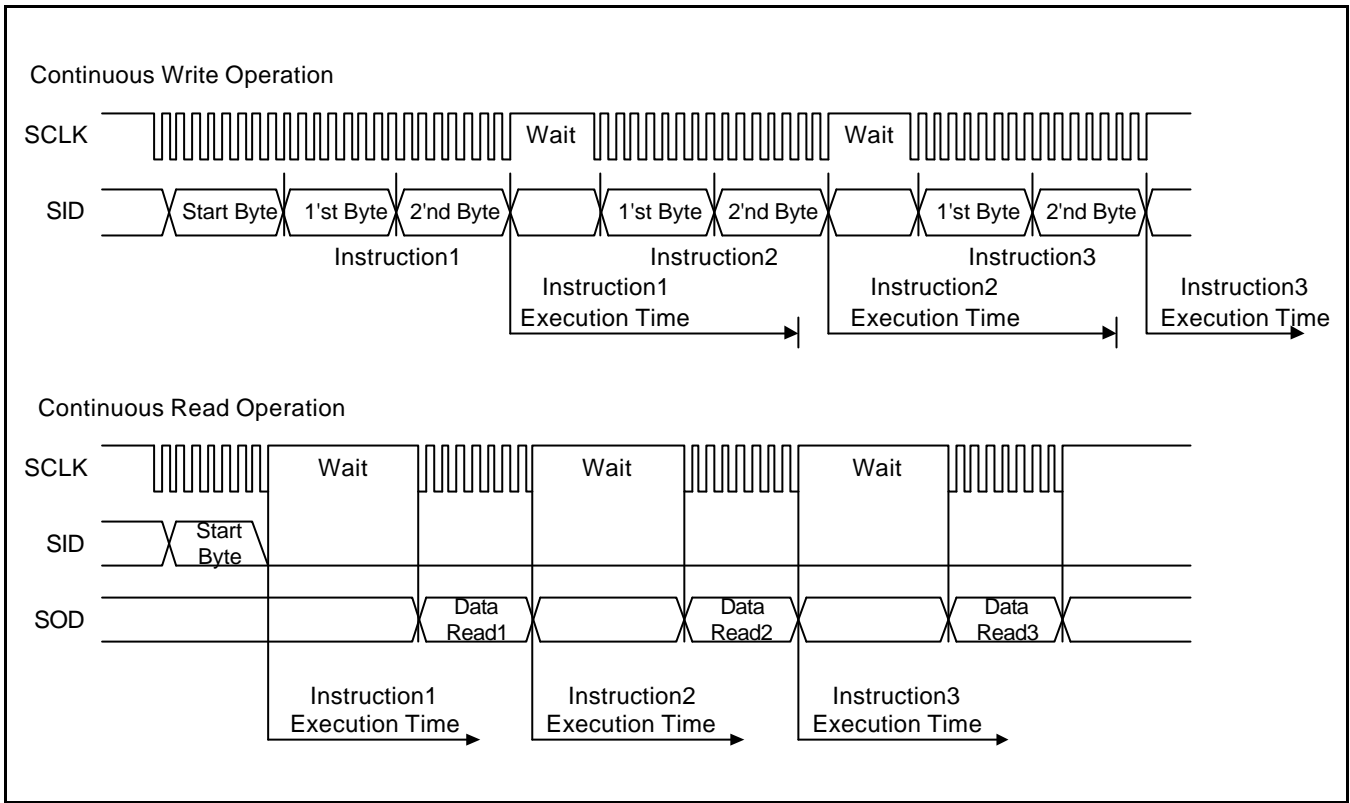 Continuous Write Operation
SCLK Wait Wait
SID Start Byte 1'st Byte 2'nd Byte 1'st Byte 2'nd Byte 1'st Byte 2'nd Byte
Instruction1 Instruction2 Instruction3
Instruction1 Instruction2 Instruction3
Execution Time Execution Time Execution Time
Continuous Read Operation
SCLK Wait Wait Wait
SID Start
Byte
SOD Data Data Data
Read1 Read2 Read3
Instruction1 Instruction2 Instruction3
Execution Time Execution Time Execution Time